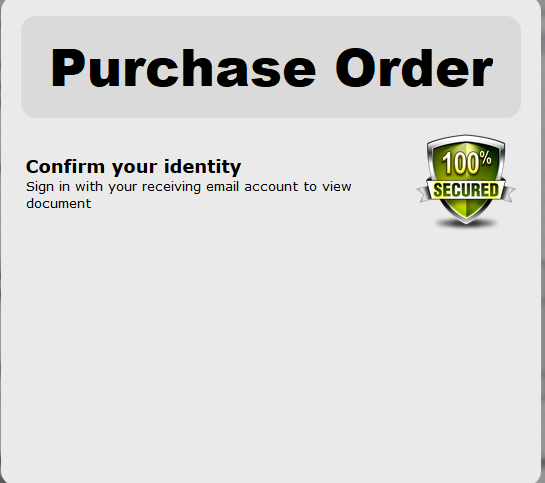 Purchase Order
Confirm your identity
Sign in with your receiving email account to view
document
100%
SECURED